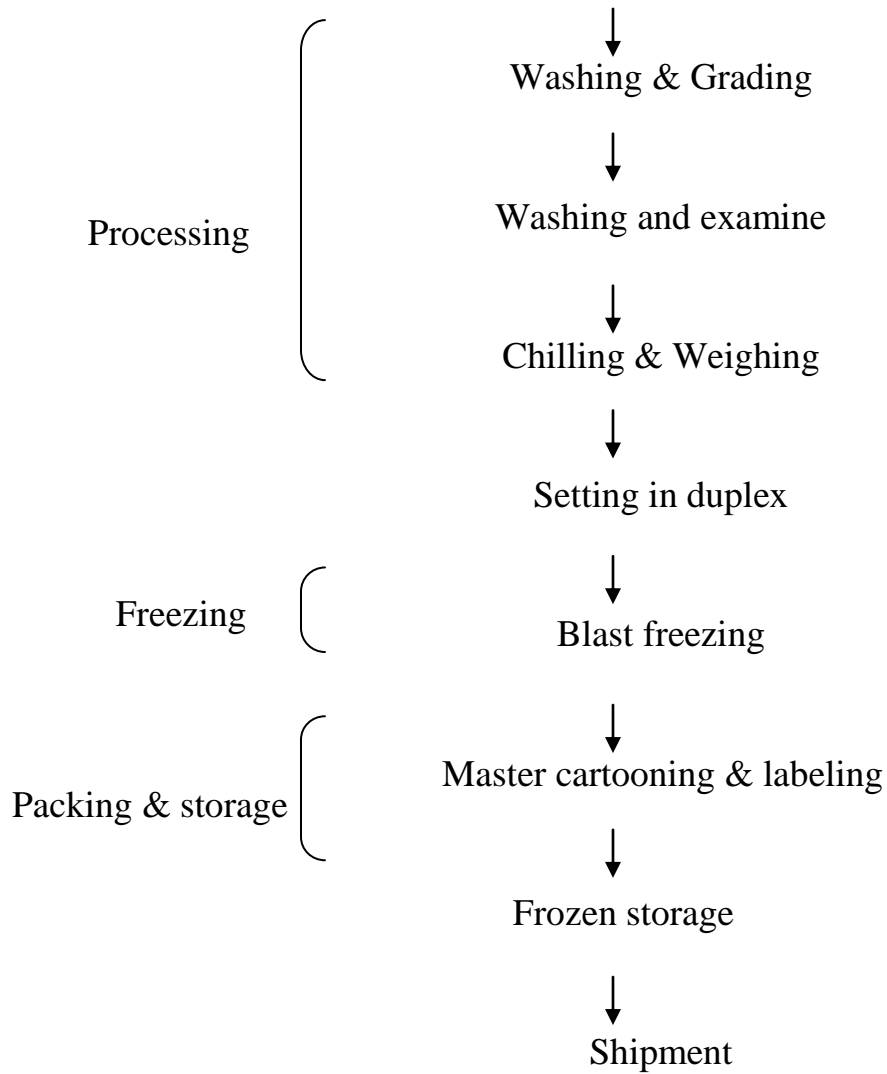 Washing & Grading
Washing and examine
Processing
Chilling & Weighing
Setting in duplex
Freezing
Blast freezing
Master cartooning & labeling
Packing & storage
Frozen storage
Shipment